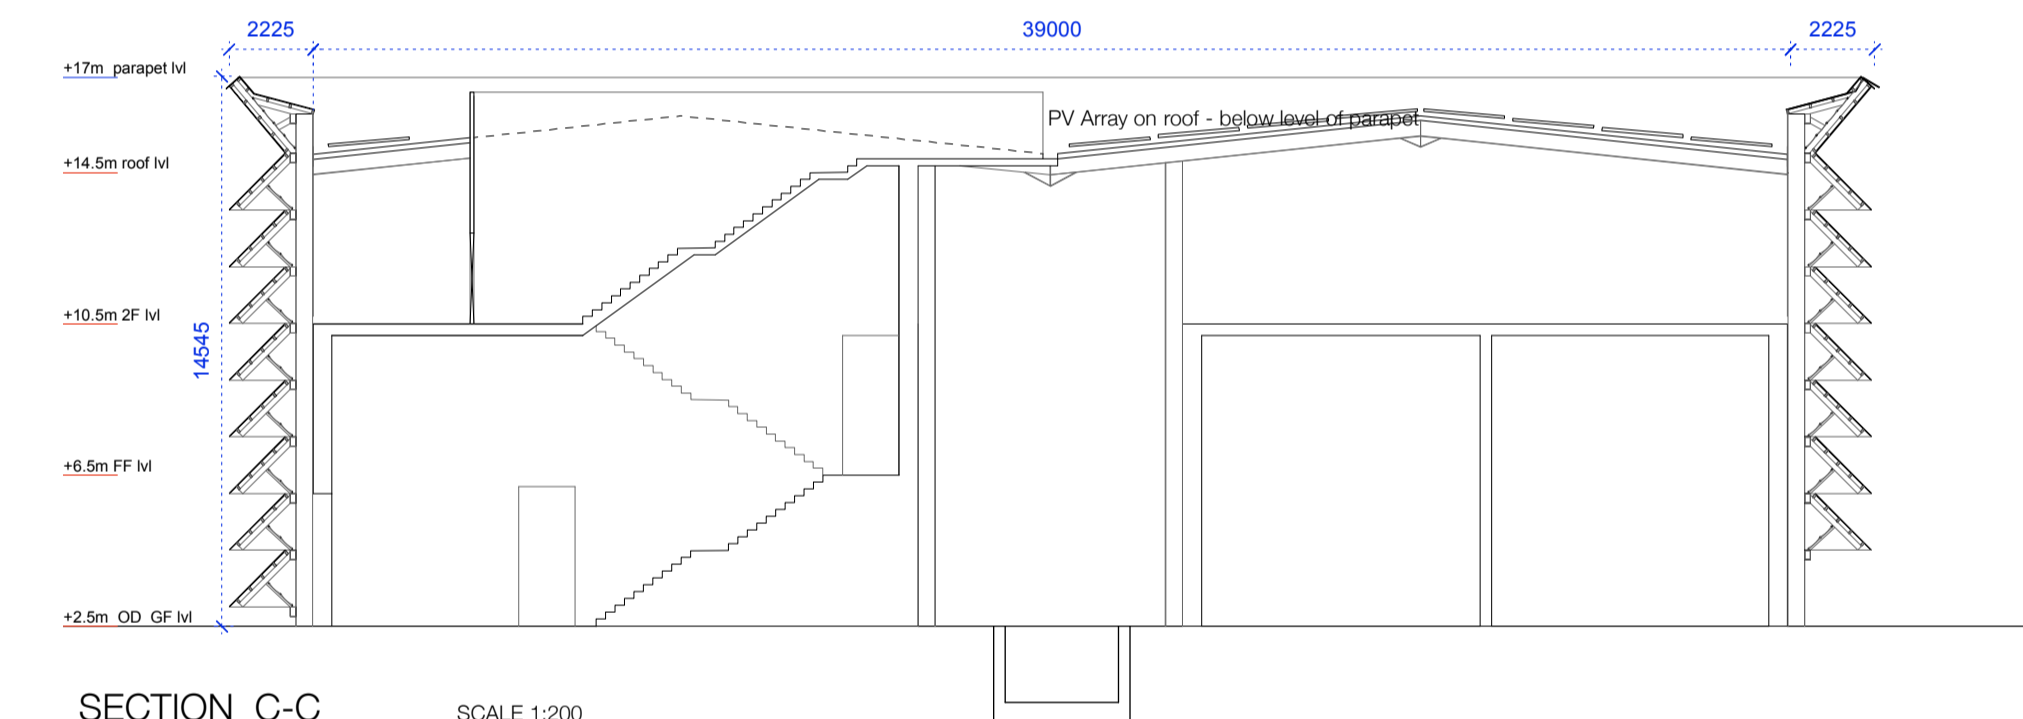 2225
39000
2225
+17m parapet lvl
PV Array on roof - below level of parapet
+14.5m roof lvl
+10.5m 2F lvl
14545
+6.5m FF lvl
+2.5m OD GF lvl
SECTION C-C
SCALE 1:200